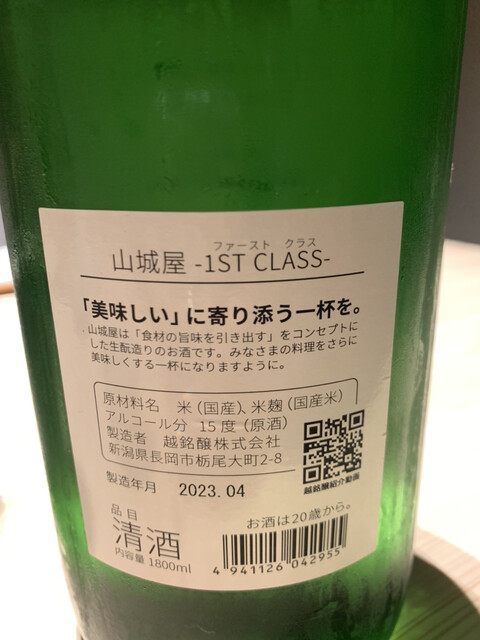 ファースト クラス
山城屋 -1ST CLASS-
「美味しい」に寄り添う一杯を。
山城屋は「食材の旨味を引き出す」をコンセプトに
した生酛造りのお酒です。みなさまの料理をさらに
美味しくする一杯になりますように。
原材料名 米(国産)、米麹(国産米)
アルコール分 15度(原酒)
製造者 越銘醸株式会社
新潟県長岡市栃尾大町2-8
越銘醸紹介動画
製造年月 2023.04
品目
清酒
内容量 1800ml
お酒は20歳から。
4 941126 042955